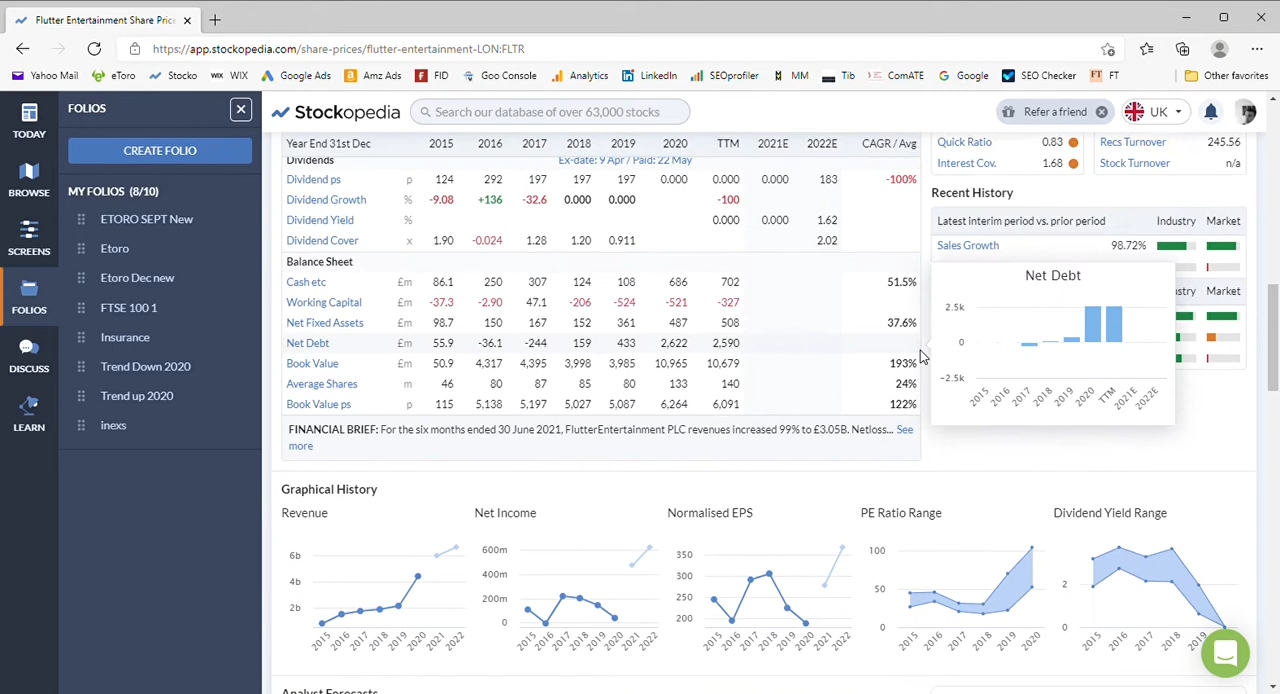 Flutter Entertainment Share Pric
https://app.stockopedia.com/share-prices/flutter-entertainment-LON:FLTR
Yahoo Mail eToro Stocko WIX WIX Google Ads Amz Ads FID Goo Console Analytics LinkedIn SEOprofiler MM Tib ComATE Google SEO Checker FT FT Other favorites
TODAY
BROWSE
SCREENS
FOLIOS
DISCUSS
LEARN
FOLIOS
CREATE FOLIO
MY FOLIOS (8/10)
ETORO SEPT New
Etoro
Etoro Dec new
FTSE 100 1
Insurance
Trend Down 2020
Trend up 2020
inexs
Stockopedia
Search our database of over 63,000 stocks
Refer a friend
UK
Year End 31st Dec 2015 2016 2017 2018 2019 2020 TTM 2021E 2022E CAGR / Avg
Dividends Ex-date: 9 Apr / Paid: 22 May
Dividend ps p 124 292 197 197 197 0.000 0.000 0.000 183 -100%
Dividend Growth % -9.08 +136 -32.6 0.000 0.000 -100
Dividend Yield % 0.000 0.000 1.62
Dividend Cover x 1.90 -0.024 1.28 1.20 0.911 2.02
Balance Sheet
Cash etc £m 86.1 250 307 124 108 686 702 51.5%
Working Capital £m -37.3 -2.90 47.1 -206 -524 -521 -327
Net Fixed Assets £m 98.7 150 167 152 361 487 508 37.6%
Net Debt £m 55.9 -36.1 -244 159 433 2,622 2,590
Book Value £m 50.9 4,317 4,395 3,998 3,985 10,965 10,679 193%
Average Shares m 46 80 87 85 80 133 140 24%
Book Value ps p 115 5,138 5,197 5,027 5,087 6,264 6,091 122%
FINANCIAL BRIEF: For the six months ended 30 June 2021, FlutterEntertainment PLC revenues increased 99% to £3.05B. Netloss... See
more
Quick Ratio 0.83
Interest Cov. 1.68
Recs Turnover 245.56
Stock Turnover n/a
Recent History
Latest interim period vs. prior period Industry Market
Sales Growth 98.72%
ustry Market
Net Debt
2.5k
0
-2.5k
2015 2016 2017 2018 2019 2020 TTM 2021E 2022E
Graphical History
Revenue
6b
4b
2b
2015 2016 2017 2018 2019 2020 2021 2022
Net Income
600m
400m
200m
0
2015 2016 2017 2018 2019 2020 2021 2022
Normalised EPS
350
300
250
200
2015 2016 2017 2018 2019 2020 2021 2022
PE Ratio Range
100
50
0
2015 2016 2017 2018 2019 2020
Dividend Yield Range
2
0
2015 2016 2017 2018 2019 2020
Analyst Forecasts